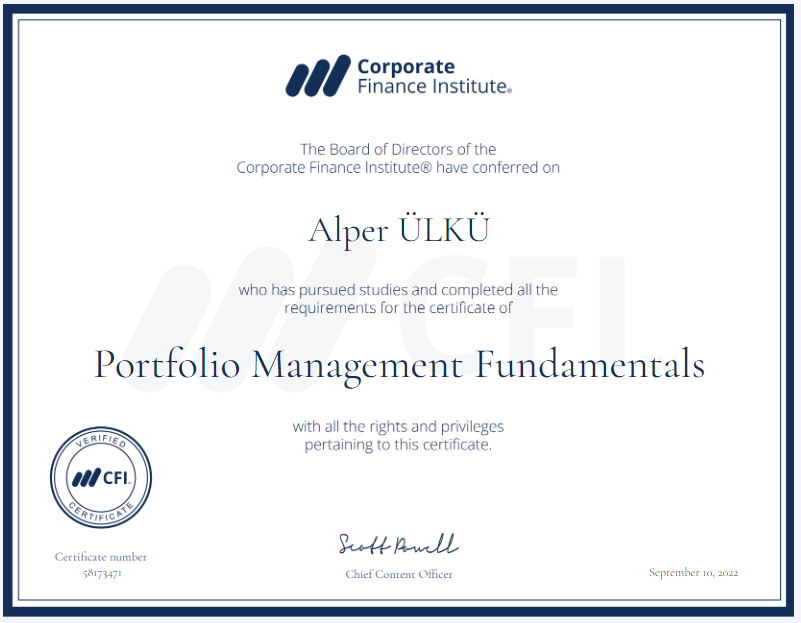 Corporate
Finance Institute®
The Board of Directors of the
Corporate Finance Institute® have conferred on
Alper ÜLKÜ
CFI
who has pursued studies and completed all the
requirements for the certificate of
Portfolio Management Fundamentals
with all the rights and privileges
pertaining to this certificate.
VERIFIED
CFI™
CERTIFICATE
Scott Powell
Certificate number
58173471
Chief Content Officer
September 10, 2022